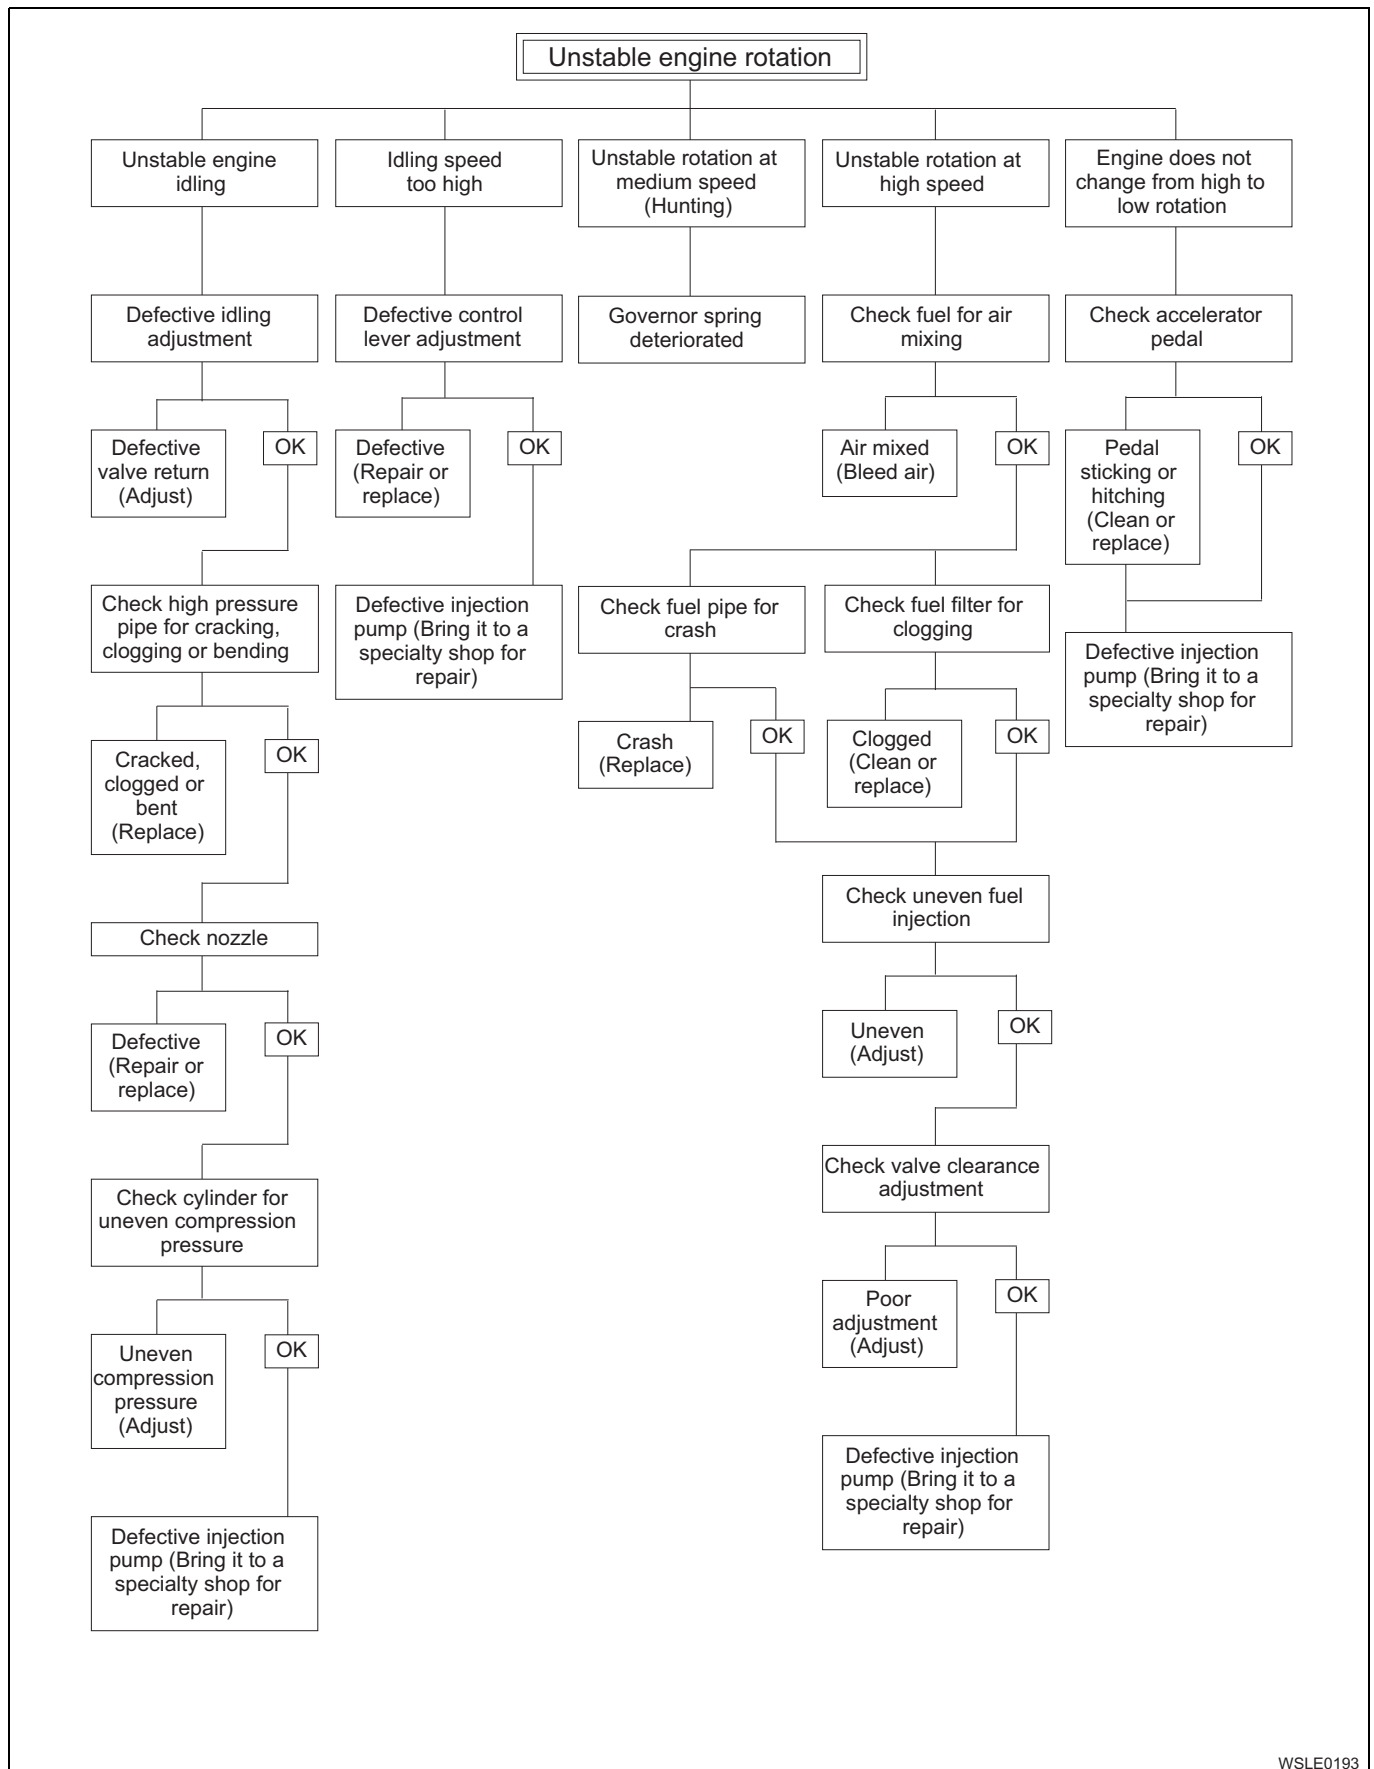 Unstable engine rotation
Unstable engine
idling
Idling speed
too high
Unstable rotation at
medium speed
(Hunting)
Unstable rotation at
high speed
Engine does not
change from high to
low rotation
Defective idling
adjustment
Defective control
lever adjustment
Governor spring
deteriorated
Check fuel for air
mixing
Check accelerator
pedal
Defective
valve return
(Adjust)
OK
Defective
(Repair or
replace)
OK
Air mixed
(Bleed air)
OK
Pedal
sticking or
hitching
(Clean or
replace)
OK
Check high pressure
pipe for cracking,
clogging or bending
Defective injection
pump (Bring it to a
specialty shop for
repair)
Check fuel pipe for
crash
Check fuel filter for
clogging
Defective injection
pump (Bring it to a
specialty shop for
repair)
Cracked,
clogged or
bent
(Replace)
OK
Crash
(Replace)
OK
Clogged
(Clean or
replace)
OK
Check nozzle
Check uneven fuel
injection
Defective
(Repair or
replace)
OK
Uneven
(Adjust)
OK
Check cylinder for
uneven compression
pressure
Check valve clearance
adjustment
Uneven
compression
pressure
(Adjust)
OK
Poor
adjustment
(Adjust)
OK
Defective injection
pump (Bring it to a
specialty shop for
repair)
Defective injection
pump (Bring it to a
specialty shop for
repair)
WSLE0193